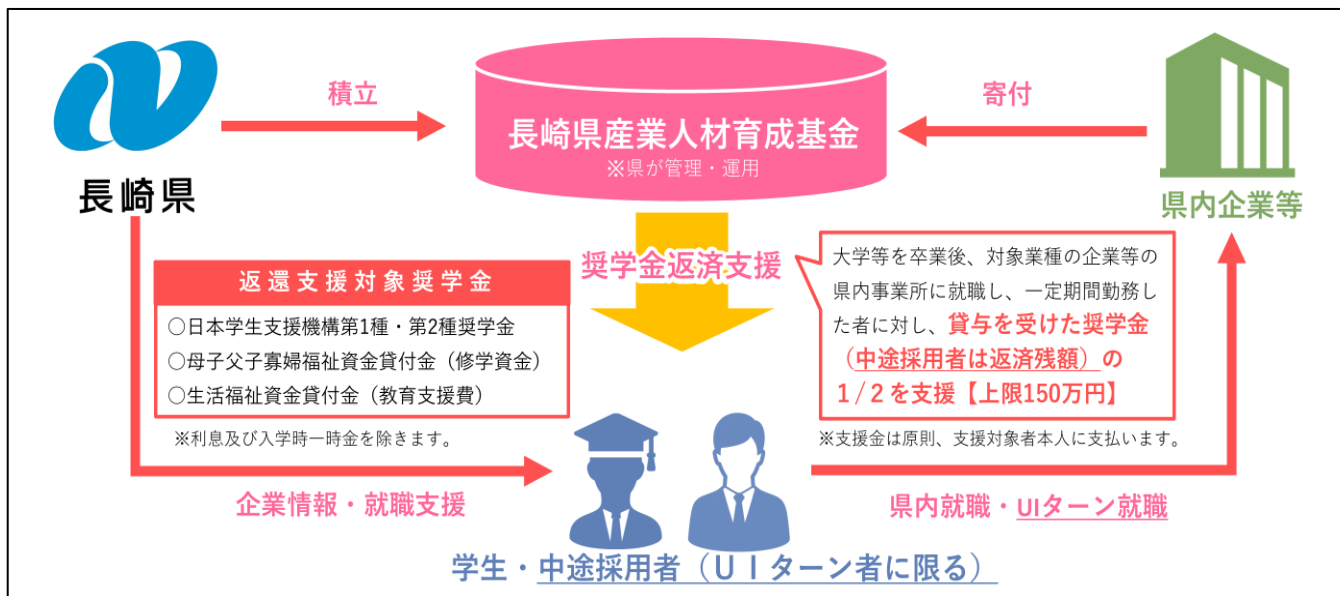 積立
寄付
長崎県産業人材育成基金
※県が管理・運用
長崎県
県内企業等
奨学金返済支援
返還支援対象奨学金
○日本学生支援機構第1種・第2種奨学金
○母子父子寡婦福祉資金貸付金（修学資金）
○生活福祉資金貸付金（教育支援費）
※利息及び入学時一時金を除きます。
大学等を卒業後、対象業種の企業等の
県内事業所に就職し、一定期間勤務し
た者に対し、貸与を受けた奨学金
（中途採用者は返済残額）の
1/2を支援【上限150万円】
※支援金は原則、支援対象者本人に支払います。
企業情報・就職支援
県内就職・UIターン就職
学生・中途採用者（ＵＩターン者に限る）